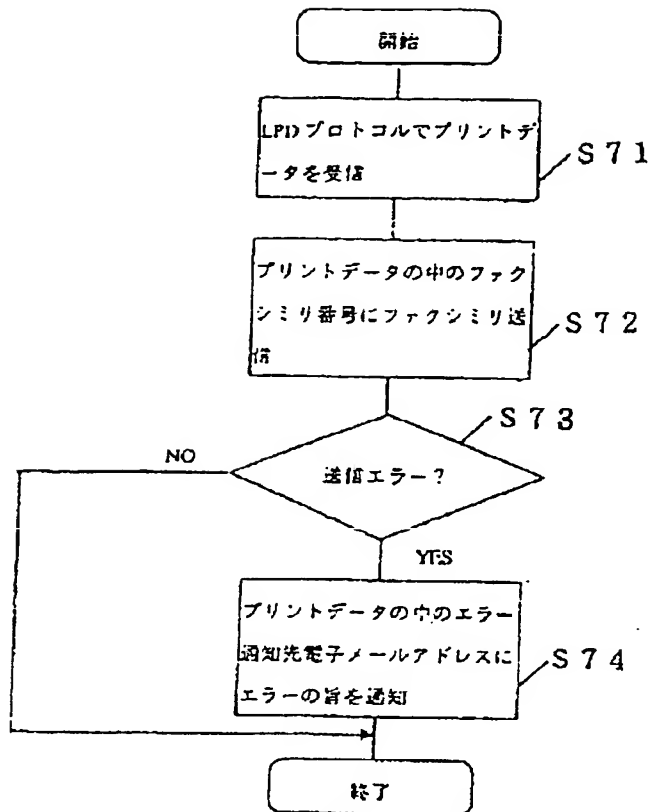 開始
LPDプロトコルでプリントデ
ータを受信
S71
プリントデータの中のファク
シミリ番号にファクシミリ送
信
S72
S73
送信エラー？
NO
YES
プリントデータの中のエラー
通知先電子メールアドレスに
エラーの旨を通知
S74
終了